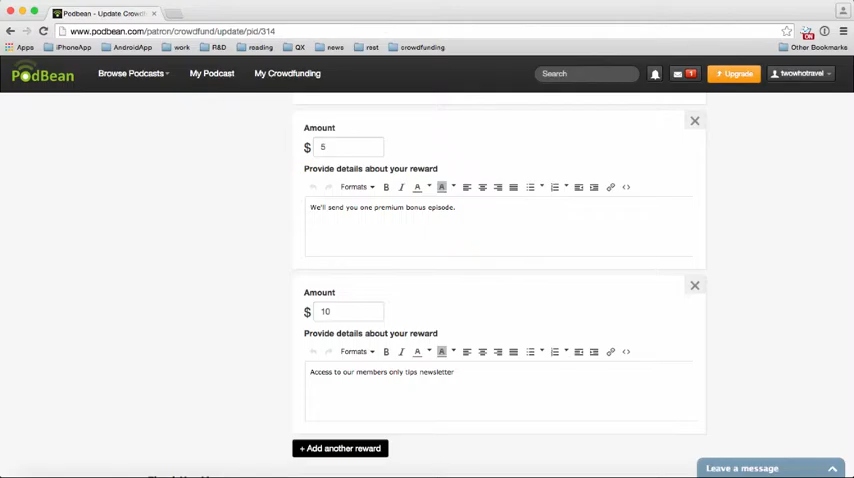 Podbean - Update Crowdf
www.podbean.com/patron/crowdfund/update/pid/314
Apps iPhoneApp AndroidApp work R&D reading QX news rest crowdfunding Other Bookmarks
PodBean Browse Podcasts My Podcast My Crowdfunding Search 1 Upgrade twowhotravel
Amount
$ 5
Provide details about your reward
Formats B I A A
We'll send you one premium bonus episode.
Amount
$ 10
Provide details about your reward
Formats B I A A
Access to our members only tips newsletter
+ Add another reward
Leave a message